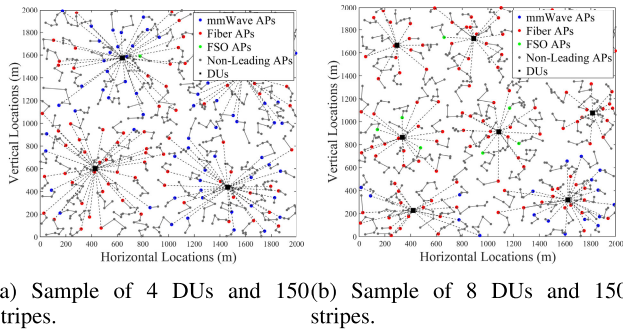 2000
1800
1600
1400
1200
1000
800
600
400
200
0
Vertical Locations (m)
mmWave APs
Fiber APs
FSO APs
Non-Leading APs
DUs
0 200 400 600 800 1000 1200 1400 1600 1800 2000
Horizontal Locations (m)
2000
1800
1600
1400
1200
1000
800
600
400
200
0
Vertical Locations (m)
mmWave APs
Fiber APs
FSO APs
Non-Leading APs
DUs
0 200 400 600 800 1000 1200 1400 1600 1800 2000
Horizontal Locations (m)
a) Sample of 4 DUs and 150
tripes.
(b) Sample of 8 DUs and 150
stripes.